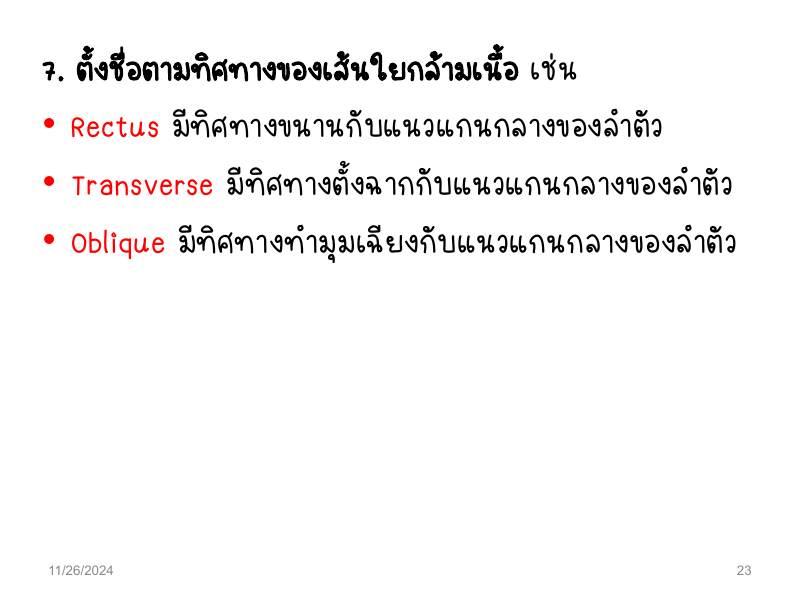 7. ตั้งชื่อตามทิศทางของเส้นใยกล้ามเนื้อ เช่น
• Rectus มีทิศทางขนานกับแนวแกนกลางของลำตัว
• Transverse มีทิศทางตั้งฉากกับแนวแกนกลางของลำตัว
• Oblique มีทิศทางทำมุมเฉียงกับแนวแกนกลางของลำตัว
11/26/2024 23